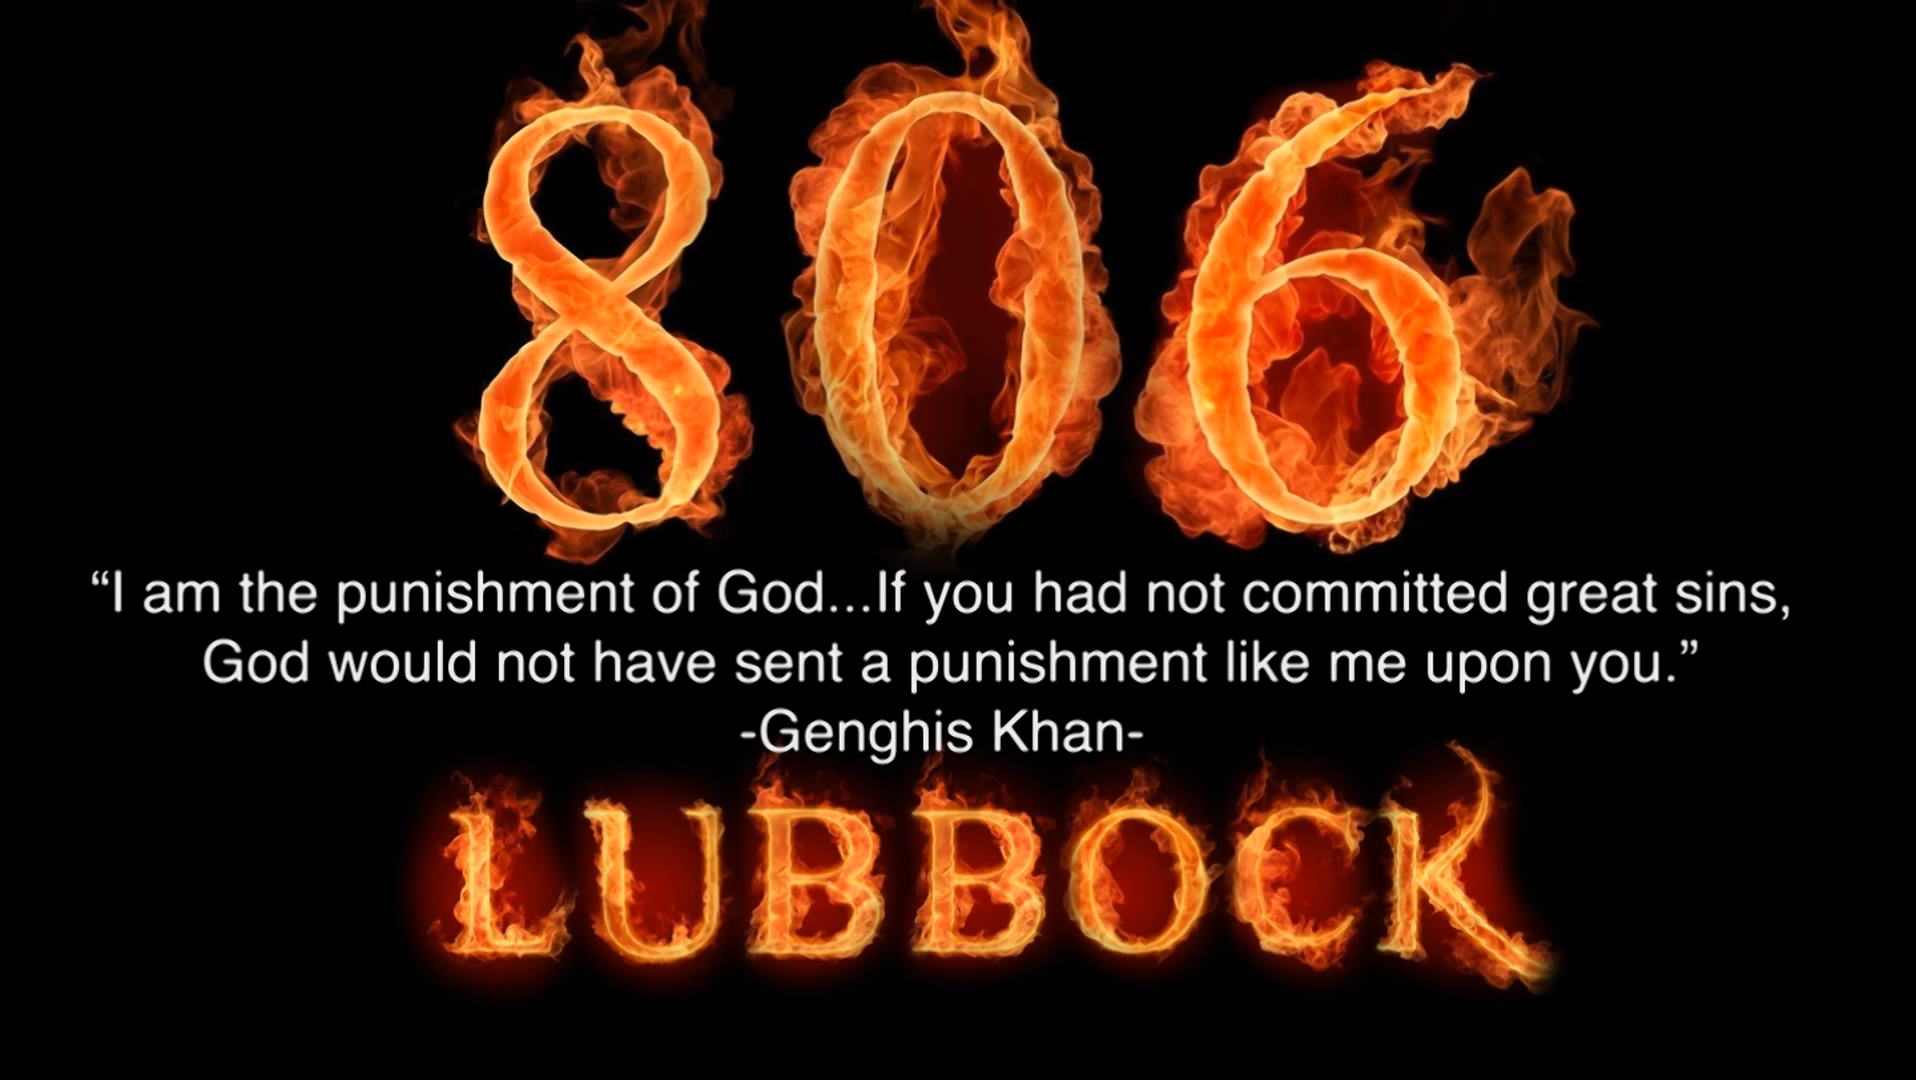 806
“I am the punishment of God...If you had not committed great sins,
God would not have sent a punishment like me upon you.”
-Genghis Khan-
LUBBOCK